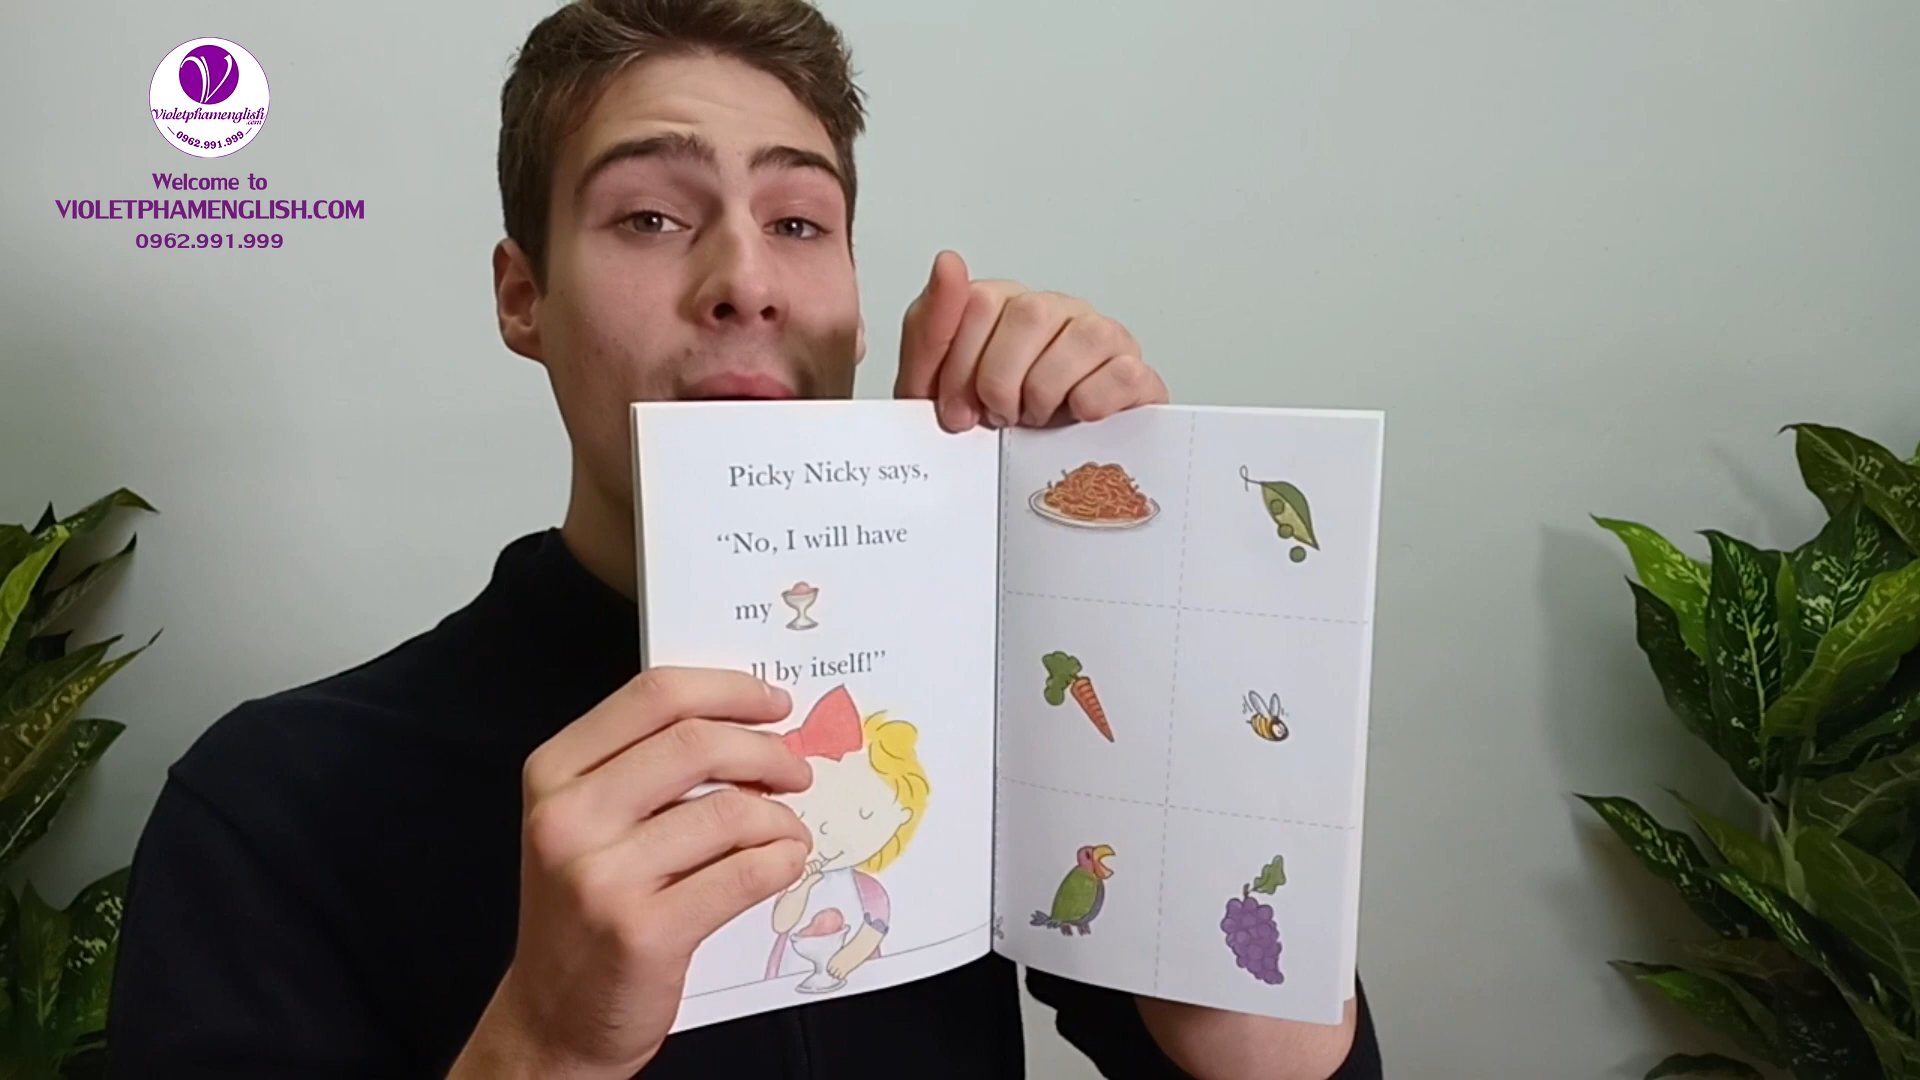 Violetphamenglish
.com
0962.991.999
Welcome to
VIOLETPHAMENGLISH.COM
0962.991.999
Picky Nicky says,
“No, I will have
my
by itself!”